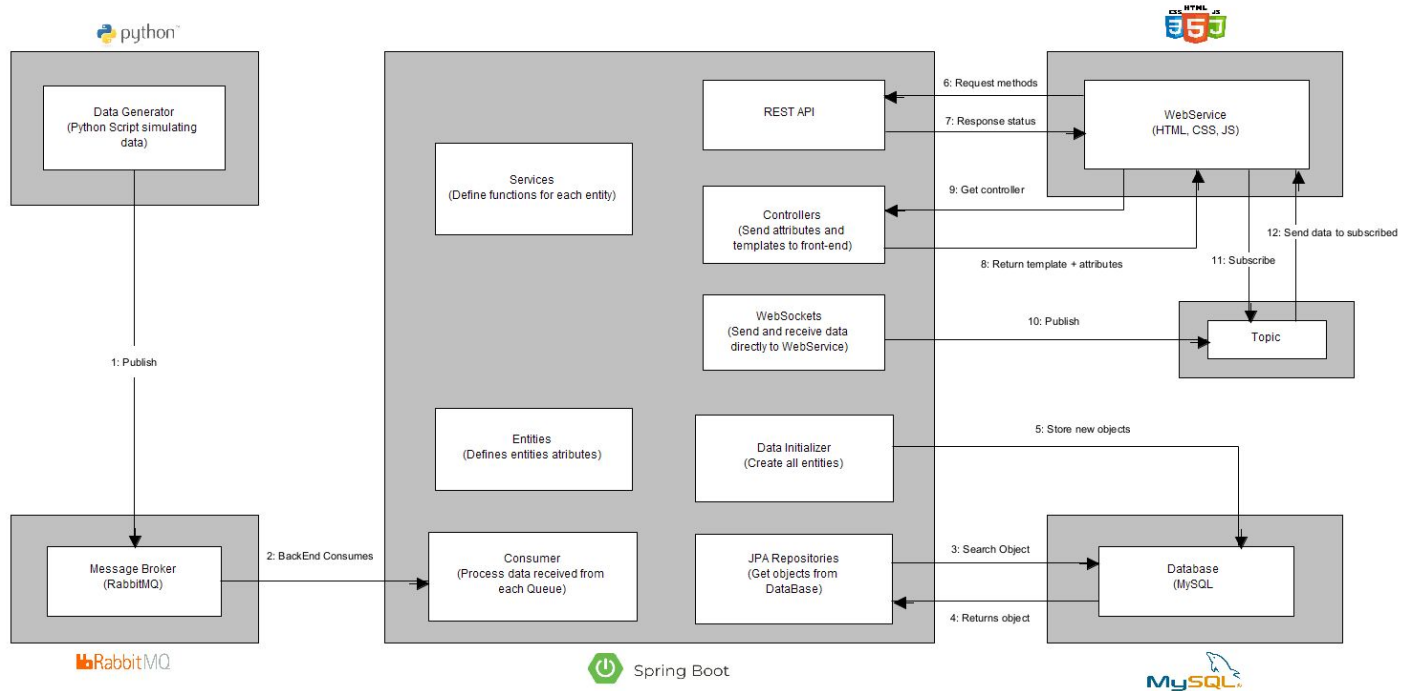 python™
CSS HTML JS
3 5 J
Data Generator
(Python Script simulating
data)
1: Publish
Message Broker
(RabbitMQ)
RabbitMQ
2: BackEnd Consumes
Services
(Define functions for each entity)
Entities
(Defines entities atributes)
Consumer
(Process data received from
each Queue)
REST API
Controllers
(Send attributes and
templates to front-end)
WebSockets
(Send and receive data
directly to WebService)
Data Initializer
(Create all entities)
JPA Repositories
(Get objects from
DataBase)
Spring Boot
6: Request methods
7: Response status
9: Get controller
8: Return template + attributes
10: Publish
5: Store new objects
3: Search Object
4: Returns object
WebService
(HTML, CSS, JS)
12: Send data to subscribed
11: Subscribe
Topic
Database
(MySQL
MySQL